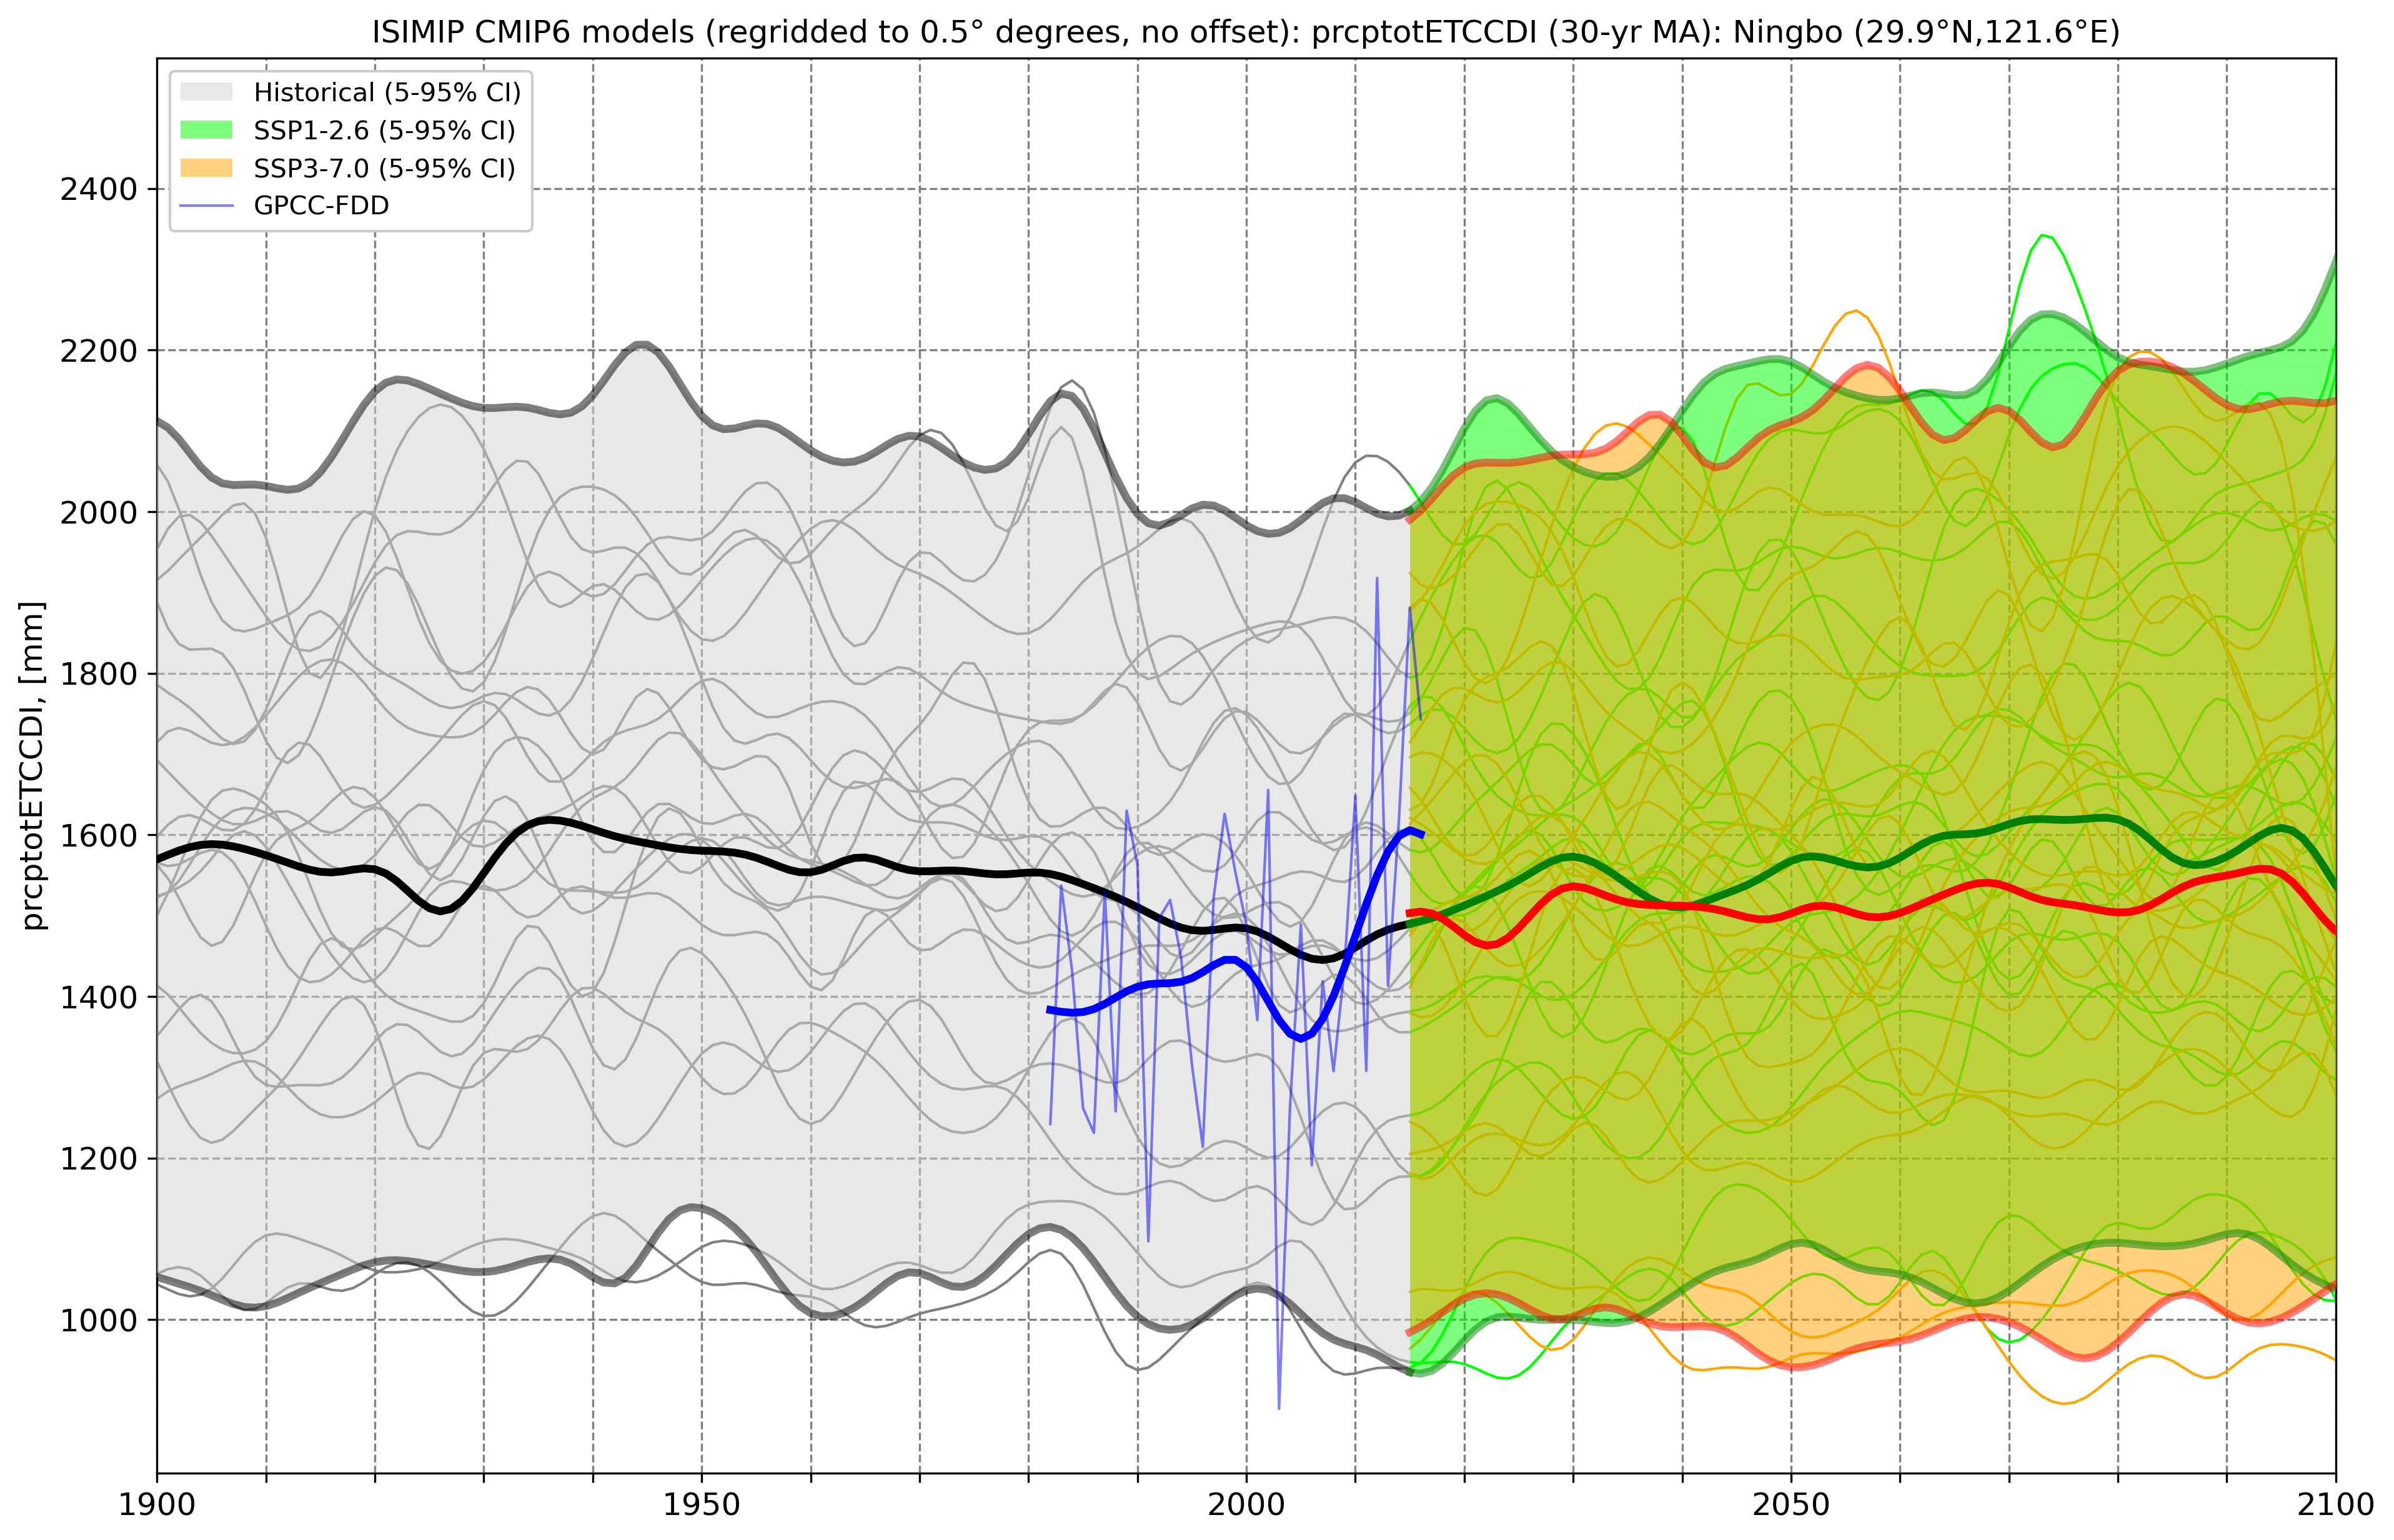 ISIMIP CMIP6 models (regridded to 0.5° degrees, no offset): prcptotETCCDI (30-yr MA): Ningbo (29.9°N,121.6°E)
Historical (5-95% CI)
SSP1-2.6 (5-95% CI)
SSP3-7.0 (5-95% CI)
GPCC-FDD
prcptotETCCDI, [mm]
2400
2200
2000
1800
1600
1400
1200
1000
1900 1950 2000 2050 2100